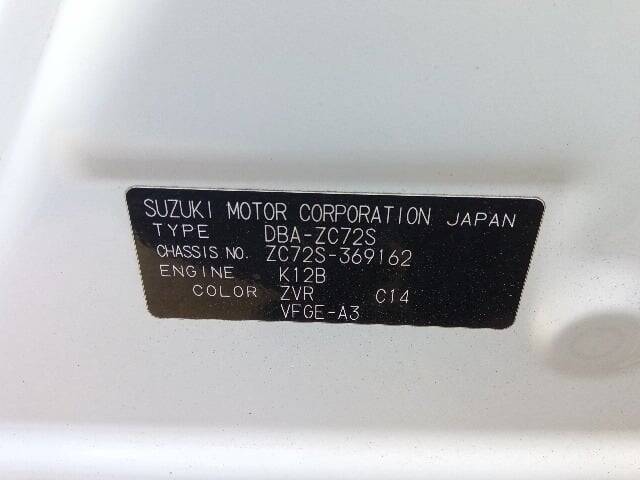 SUZUKI MOTOR CORPORATION JAPAN
TYPE DBA-ZC72S
CHASSIS NO. ZC72S-369162
ENGINE K12B
COLOR ZVR C14
VFGE-A3